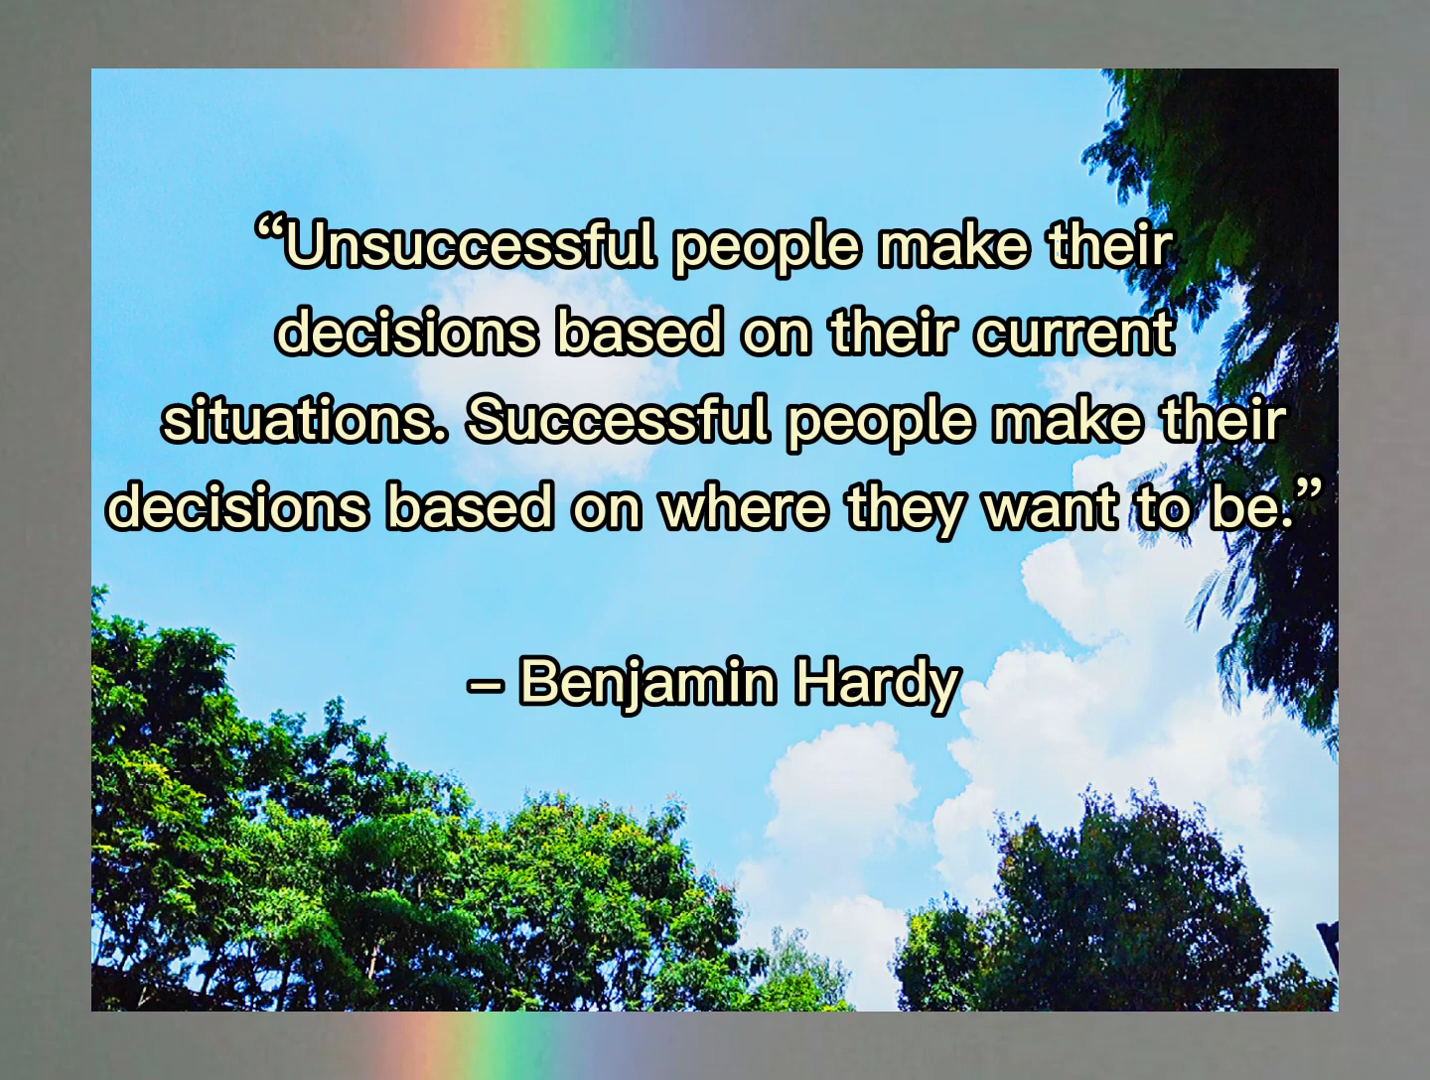 “Unsuccessful people make their
decisions based on their current
situations. Successful people make their
decisions based on where they want to be.”
– Benjamin Hardy